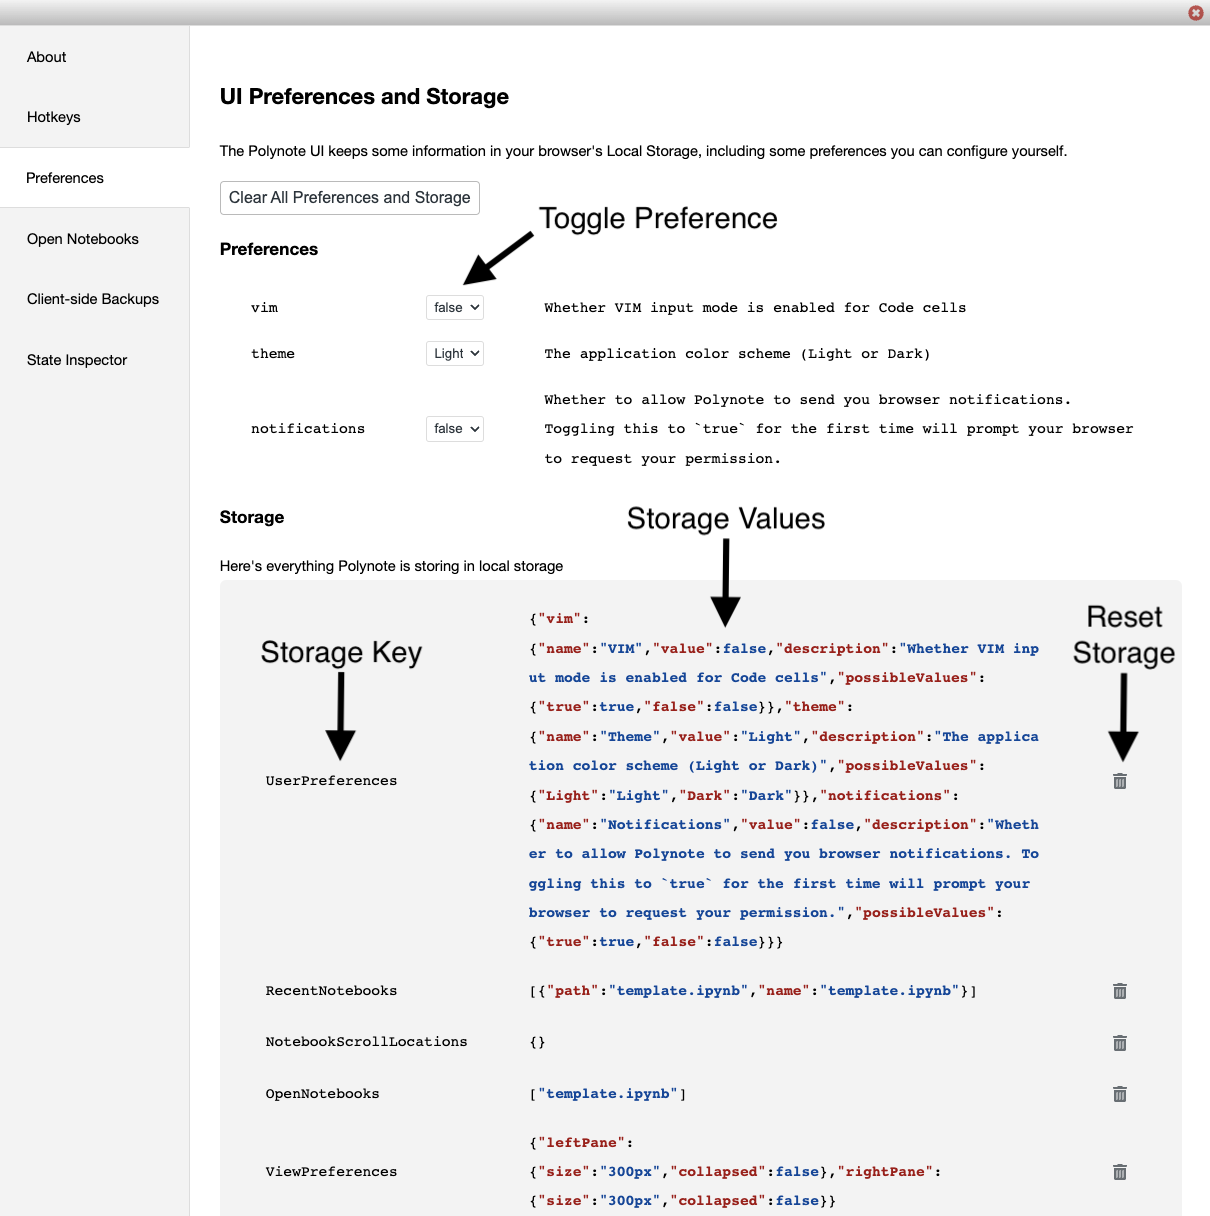 About
Hotkeys
Preferences
Open Notebooks
Client-side Backups
State Inspector
UI Preferences and Storage
The Polynote UI keeps some information in your browser's Local Storage, including some preferences you can configure yourself.
Clear All Preferences and Storage
Toggle Preference
Preferences
vim false Whether VIM input mode is enabled for Code cells
theme Light The application color scheme (Light or Dark)
Whether to allow Polynote to send you browser notifications.
notifications false Toggling this to `true` for the first time will prompt your browser
to request your permission.
Storage
Storage Values
Here's everything Polynote is storing in local storage
Storage Key
Reset
Storage
UserPreferences
{"vim":
{"name":"VIM","value":false,"description":"Whether VIM inp
ut mode is enabled for Code cells","possibleValues":
{"true":true,"false":false}},"theme":
{"name":"Theme","value":"Light","description":"The applica
tion color scheme (Light or Dark)","possibleValues":
{"Light":"Light","Dark":"Dark"}},"notifications":
{"name":"Notifications","value":false,"description":"Wheth
er to allow Polynote to send you browser notifications. To
ggling this to `true` for the first time will prompt your
browser to request your permission.","possibleValues":
{"true":true,"false":false}}}
RecentNotebooks [{"path":"template.ipynb","name":"template.ipynb"}]
NotebookScrollLocations {}
OpenNotebooks ["template.ipynb"]
ViewPreferences
{"leftPane":
{"size":"300px","collapsed":false},"rightPane":
{"size":"300px","collapsed":false}}